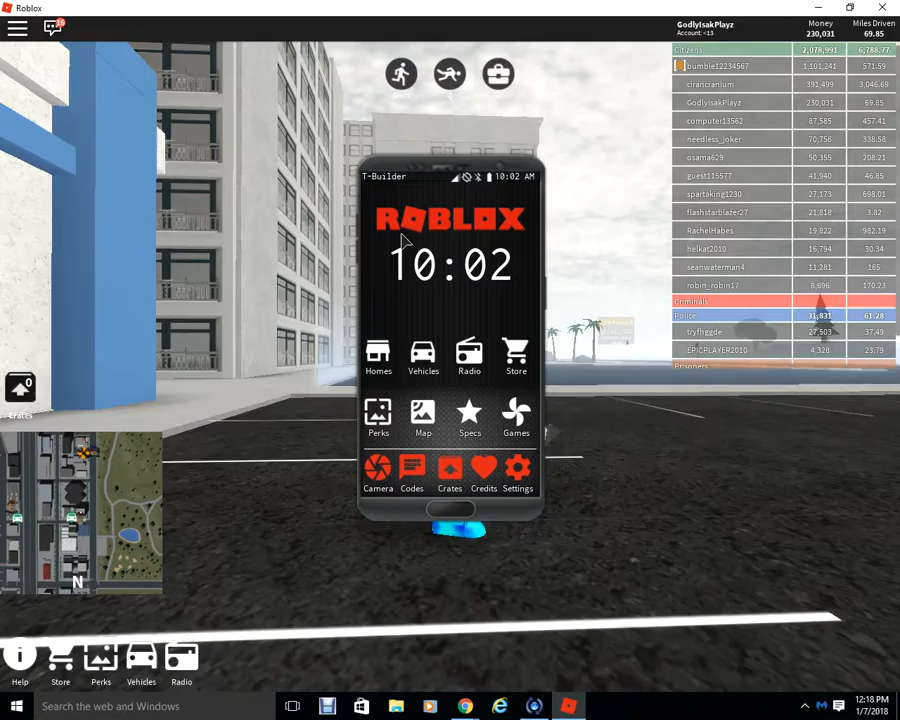 Roblox
16
GodlyIsakPlayz
Account: <13
Money
230,031
Miles Driven
69.85
Citizens 2,078,991 6,788.77
bumble12234567 1,101,241 571.59
cirancranium 391,499 3,046.69
GodlyIsakPlayz 230,031 69.85
computer13562 87,585 457.41
needless_joker 70,756 338.58
osama629 50,355 208.21
guest115577 41,940 46.85
spartaking1230 27,173 698.01
flashstarblazer27 21,818 3.82
RachelHabes 19,822 982.19
helkat2010 16,794 30.34
seanwaterman4 11,281 165
robin_robin17 8,696 170.23
Criminals
Police 31,831 61.28
tryfhggde 27,503 37.49
EPICPLAYER2010 4,328 23.79
Prisoners
T-Builder 10:02 AM
ROBLOX
10:02
Homes Vehicles Radio Store
Perks Map Specs Games
Camera Codes Crates Credits Settings
0
Crates
N
Help Store Perks Vehicles Radio
Search the web and Windows
12:18 PM
1/7/2018